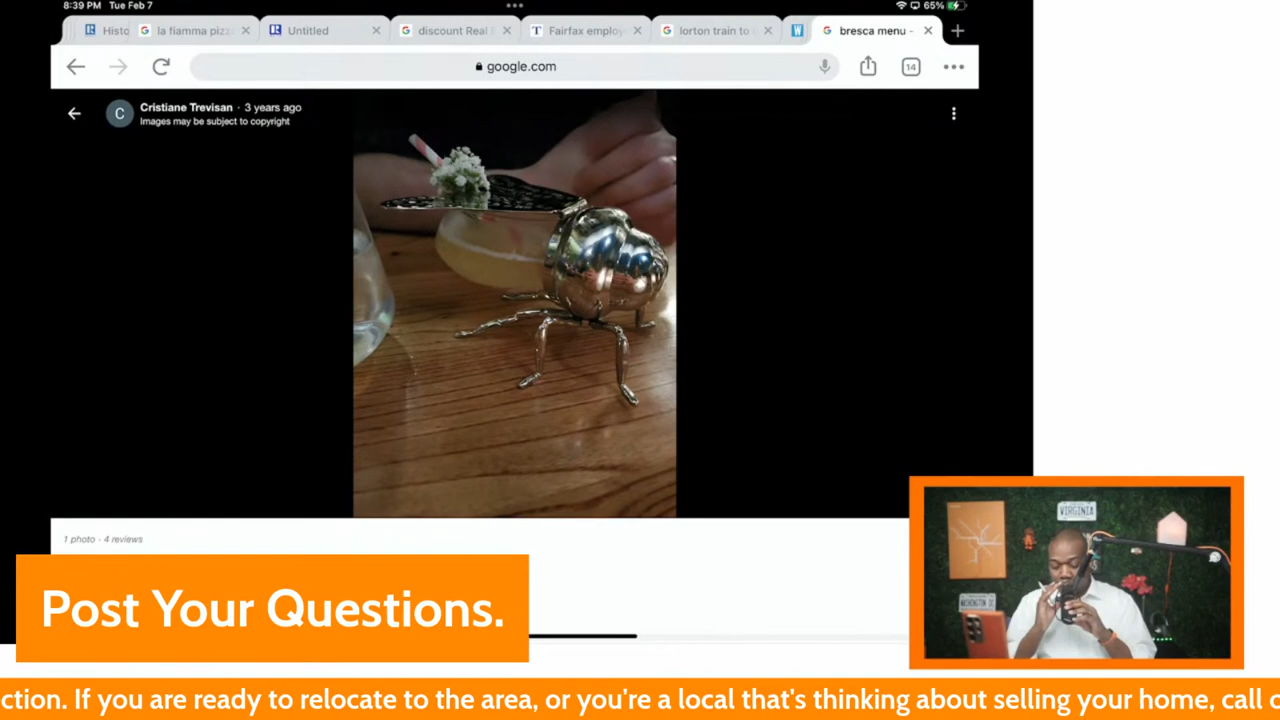 8:39 PM Tue Feb 7
65%
Histo
la fiamma pizz
Untitled
discount Real
Fairfax employ
lorton train to
bresca menu -
google.com
14
C
Cristiane Trevisan · 3 years ago
Images may be subject to copyright
1 photo - 4 reviews
VIRGINIA
WASHINGTON DC
Post Your Questions.
ction. If you are ready to relocate to the area, or you're a local that's thinking about selling your home, call o